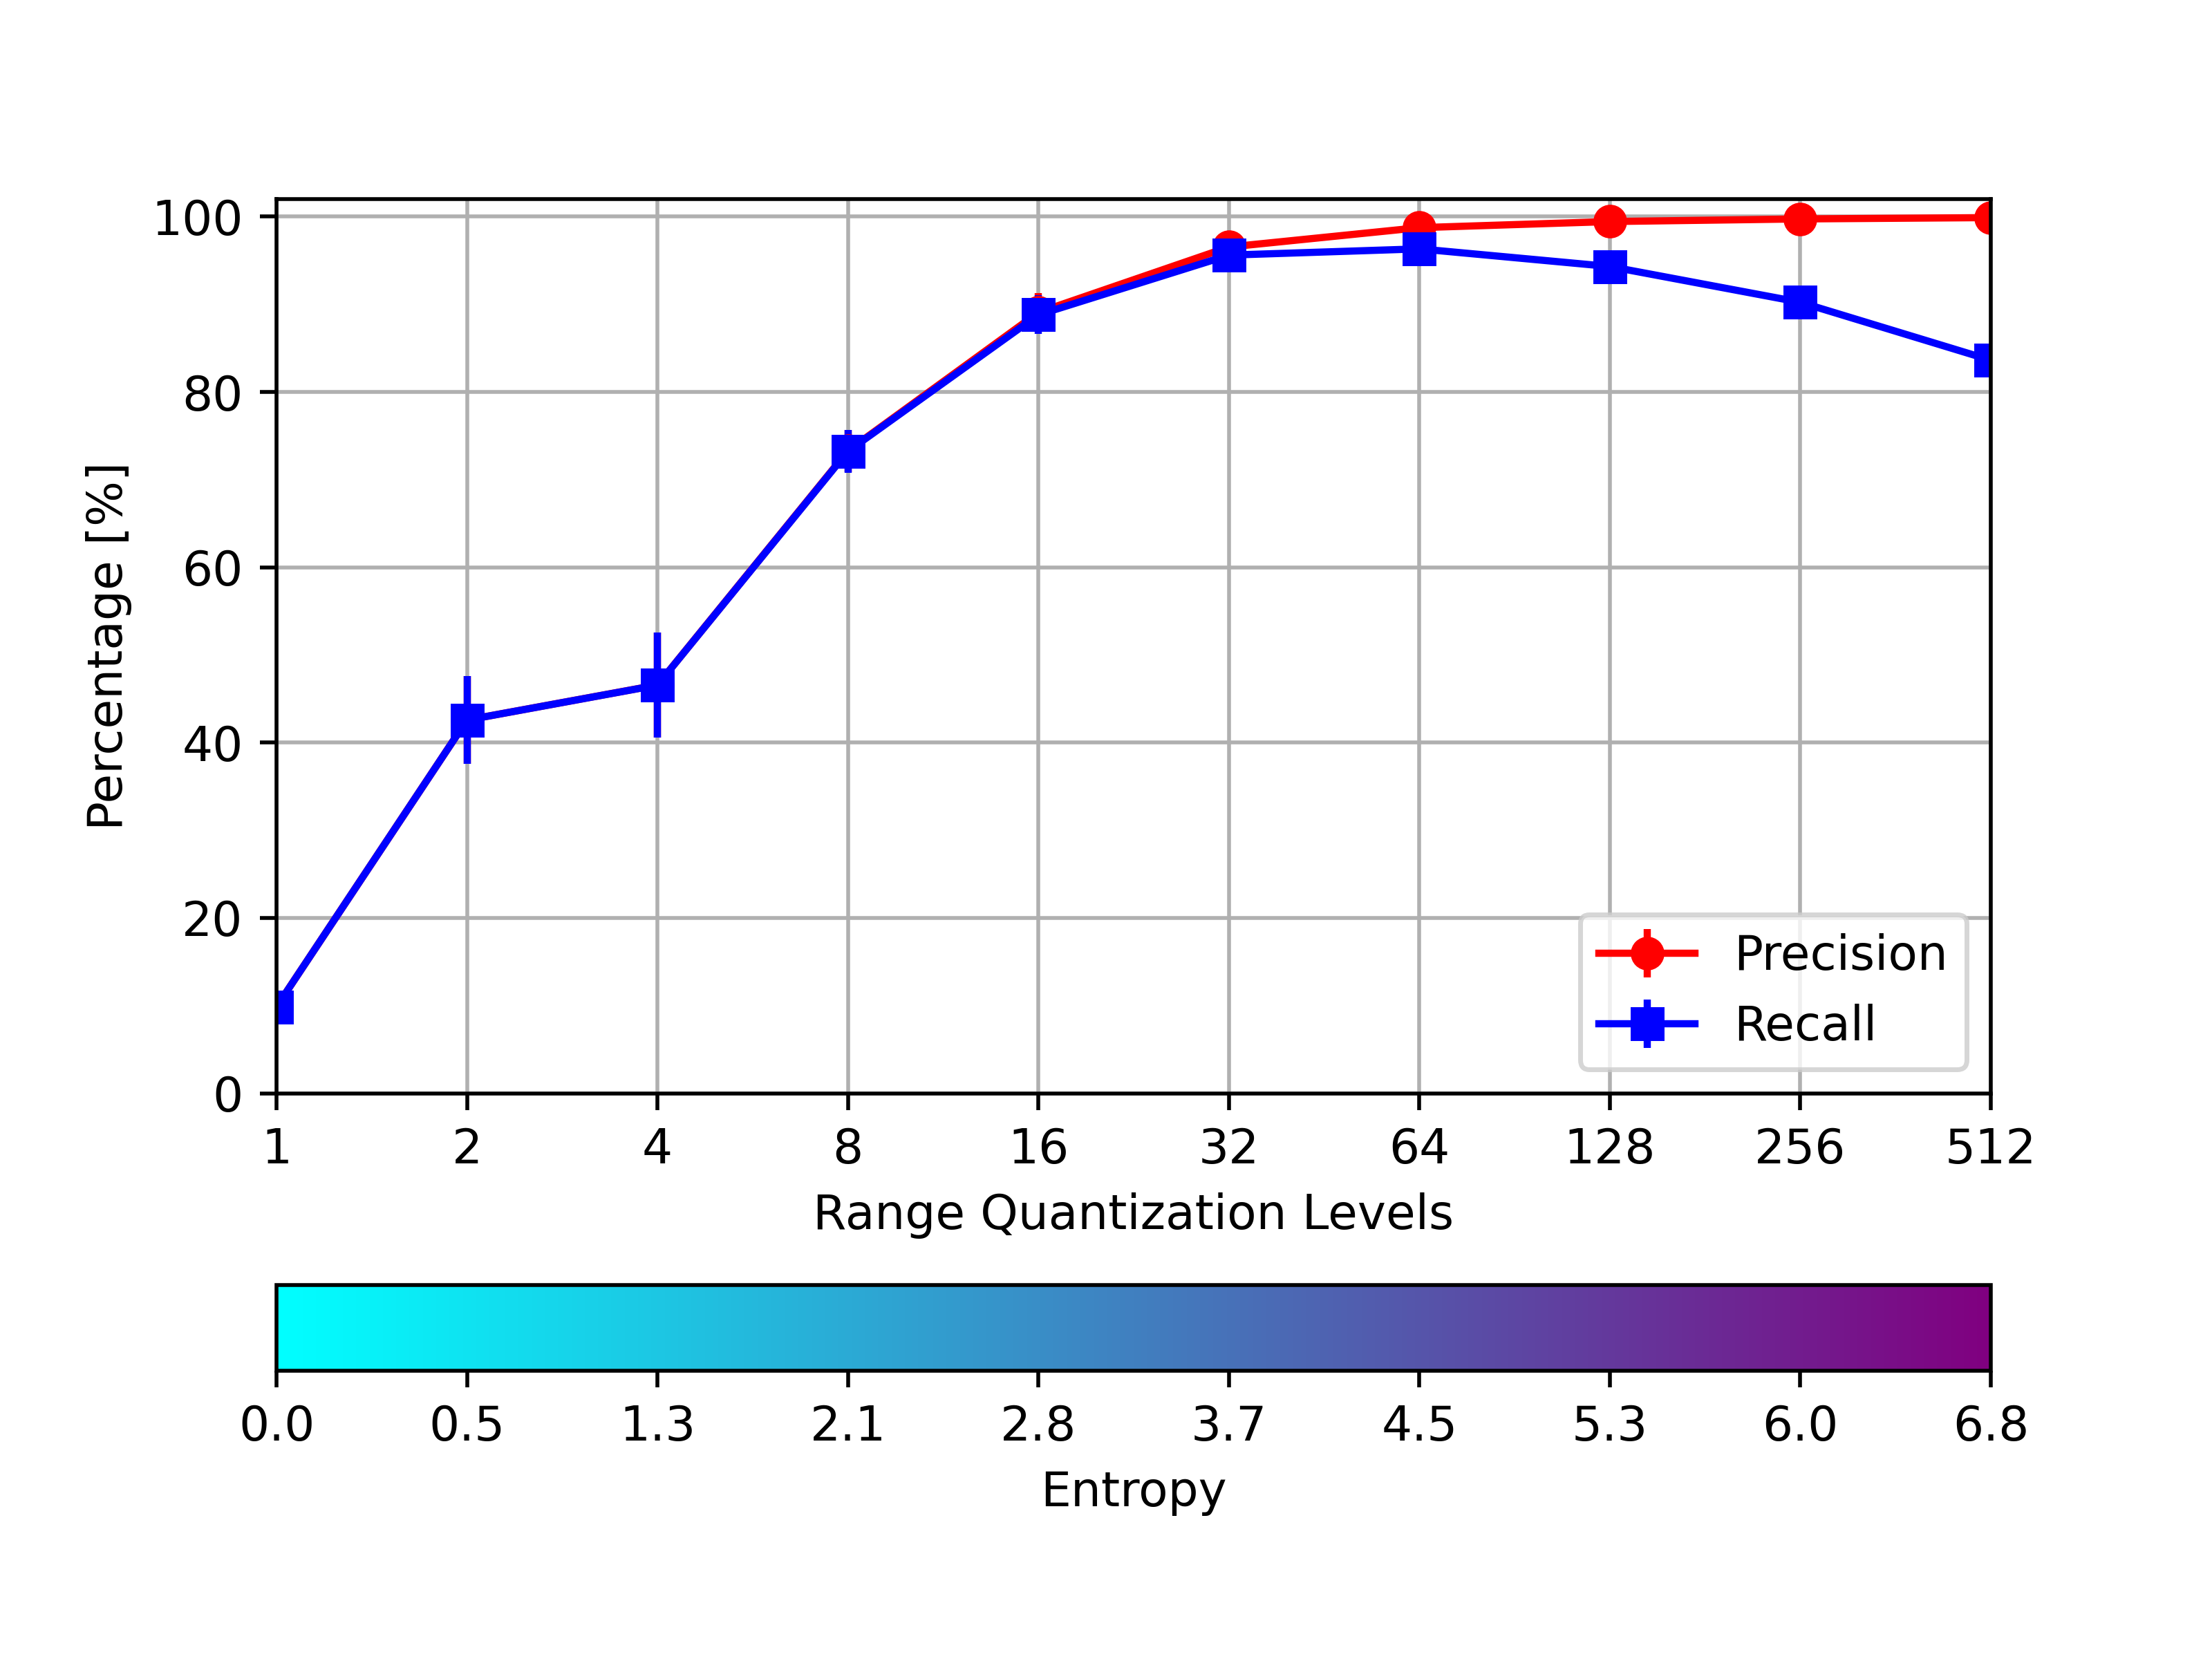 100
80
60
40
20
0
Percentage [%]
Precision
Recall
1 2 4 8 16 32 64 128 256 512
Range Quantization Levels
0.0 0.5 1.3 2.1 2.8 3.7 4.5 5.3 6.0 6.8
Entropy